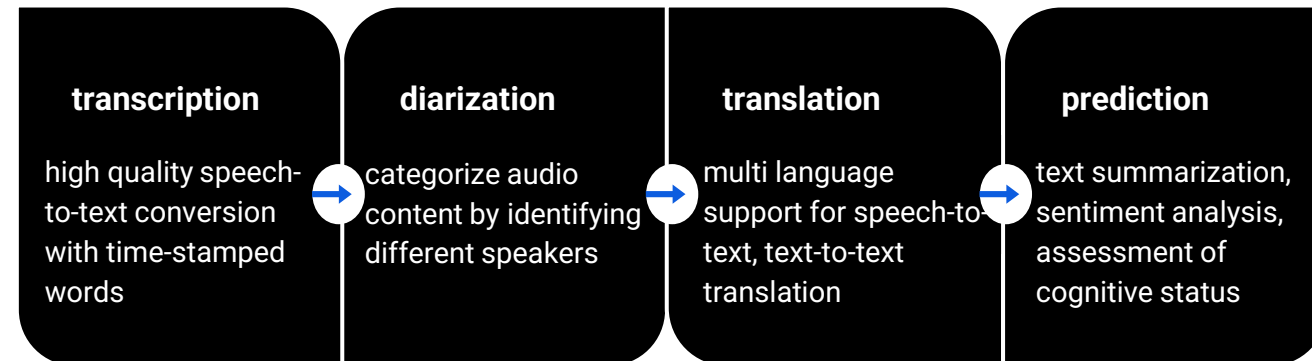 transcription
high quality speech-
to-text conversion
with time-stamped
words
diarization
categorize audio
content by identifying
different speakers
translation
multi language
support for speech-to-
text, text-to-text
translation
prediction
text summarization,
sentiment analysis,
assessment of
cognitive status